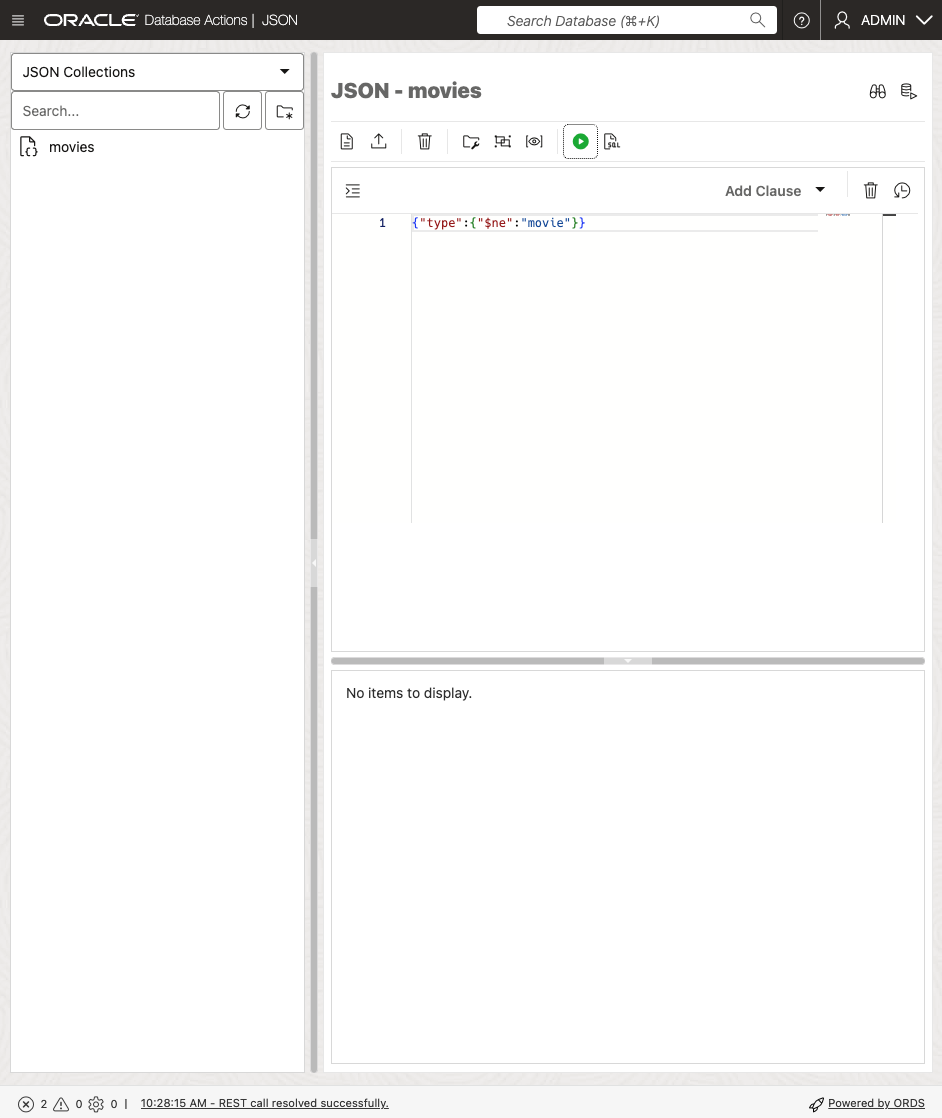 ORACLE Database Actions | JSON
Search Database (⌘+K)
ADMIN
JSON Collections
Search...
movies
JSON - movies
SQL
Add Clause
1 {"type":{"$ne":"movie"}}
No items to display.
2 0 0 | 10:28:15 AM - REST call resolved successfully.
Powered by ORDS